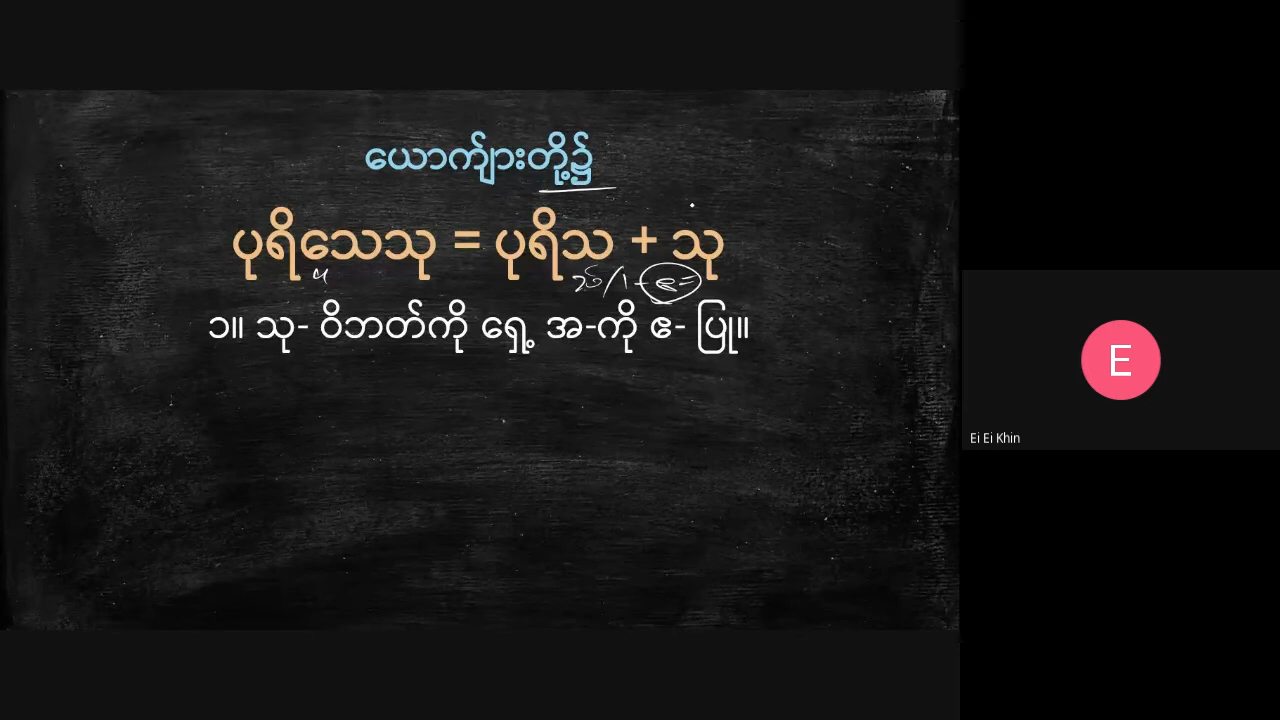 ယောက်ျားတို့၌
ပုရိသေသု = ပုရိသ + သု
၁။ သု- ဝိဘတ်ကို ရှေ့ အ-ကို ဧ- ပြု။
E
Ei Ei Khin